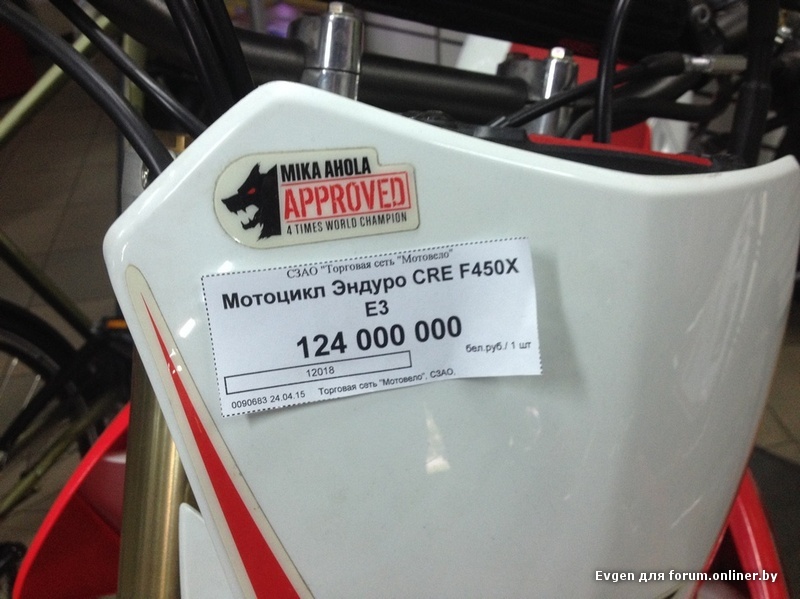 MIKA AHOLA
APPROVED
4 TIMES WORLD CHAMPION
СЗАО "Торговая сеть "Мотовело"
Мотоцикл Эндуро CRE F450X
E3
124 000 000
бел.руб./ 1 шт
12018
0090683 24.04.15 Торговая сеть "Мотовело", СЗАО.
Evgen для forum.onliner.by